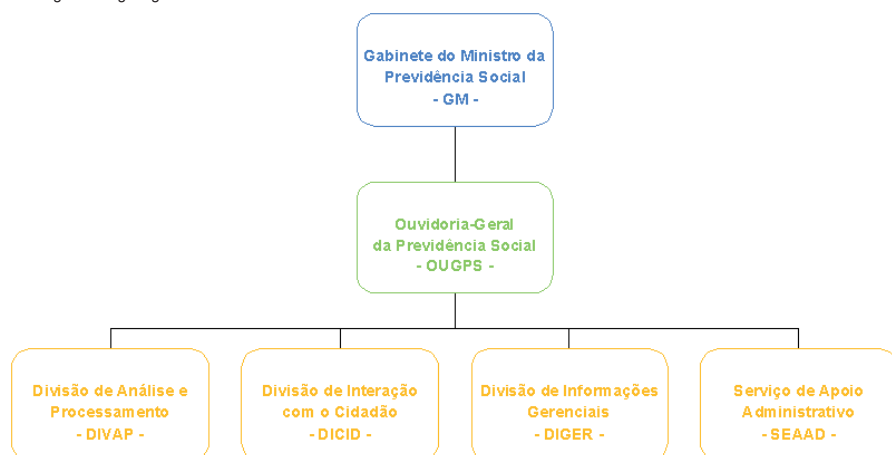 Gabinete do Ministro da
Previdência Social
- GM -
Ouvidoria-Geral
da Previdência Social
- OUGPS -
Divisão de Análise e
Processamento
- DIVAP -
Divisão de Interação
com o Cidadão
- DICID -
Divisão de Informações
Gerenciais
- DIGER -
Serviço de Apoio
Administrativo
- SEAAD -